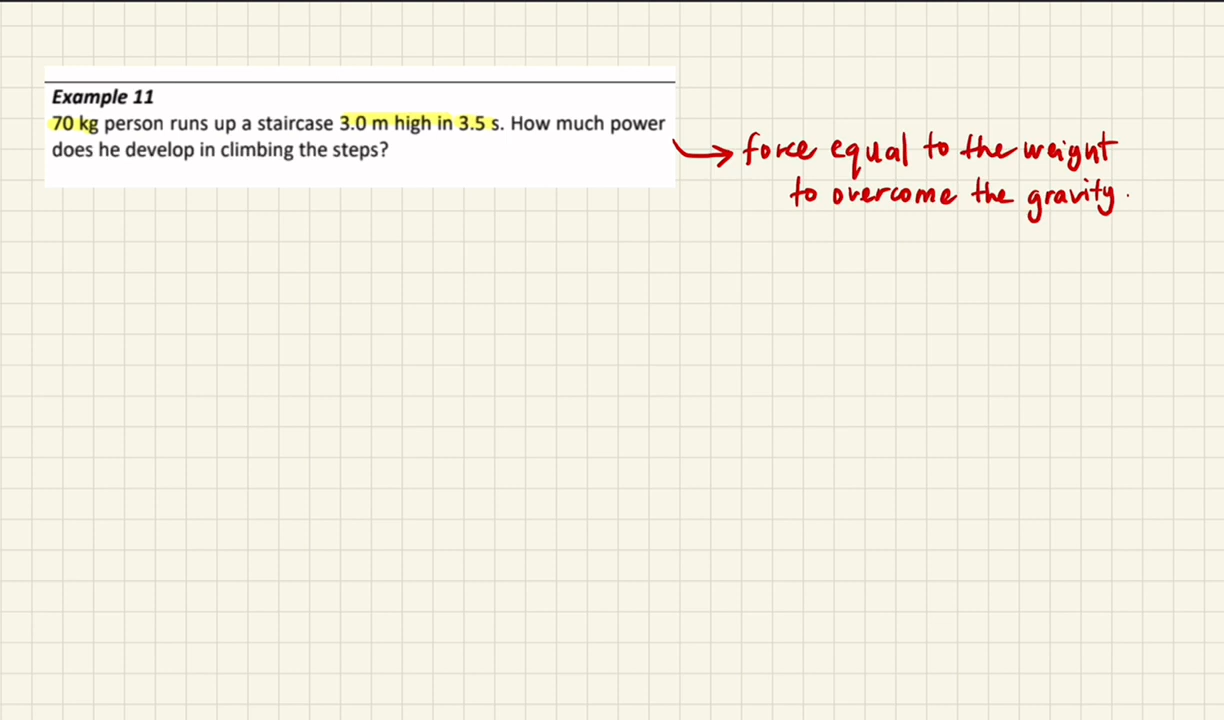 Example 11
70 kg person runs up a staircase 3.0 m high in 3.5 s. How much power
does he develop in climbing the steps?
force equal to the weight
to overcome the gravity.